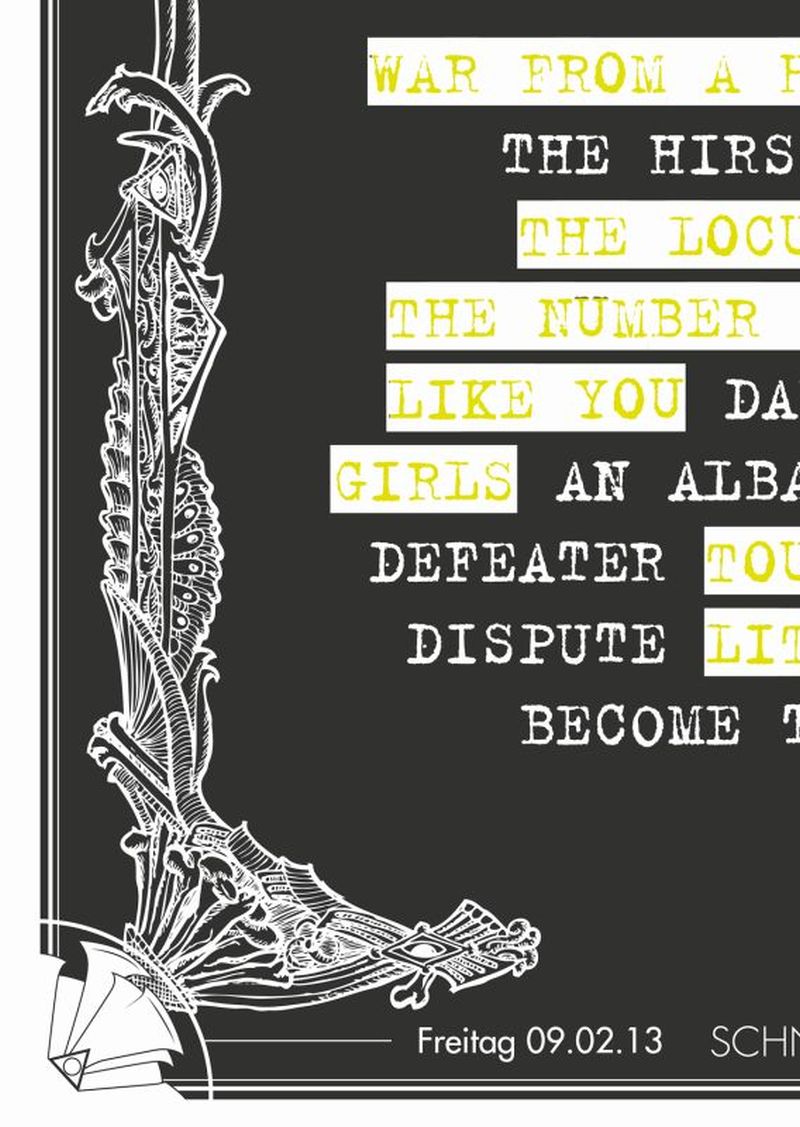 WAR FROM A H
THE HIRS
THE LOCU
THE NÜMBER
LIKE YOU DA
GIRLS AN ALBA
DEFEATER TOU
DISPUTE LIT
BECOME T
Freitag 09.02.13 SCHN